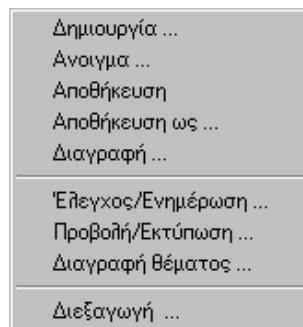 Δημιουργία ...
Ανοιγμα ...
Αποθήκευση
Αποθήκευση ως ...
Διαγραφή ...
Έλεγχος/Ενημέρωση ...
Προβολή/Εκτύπωση ...
Διαγραφή θέματος ...
Διεξαγωγή ...